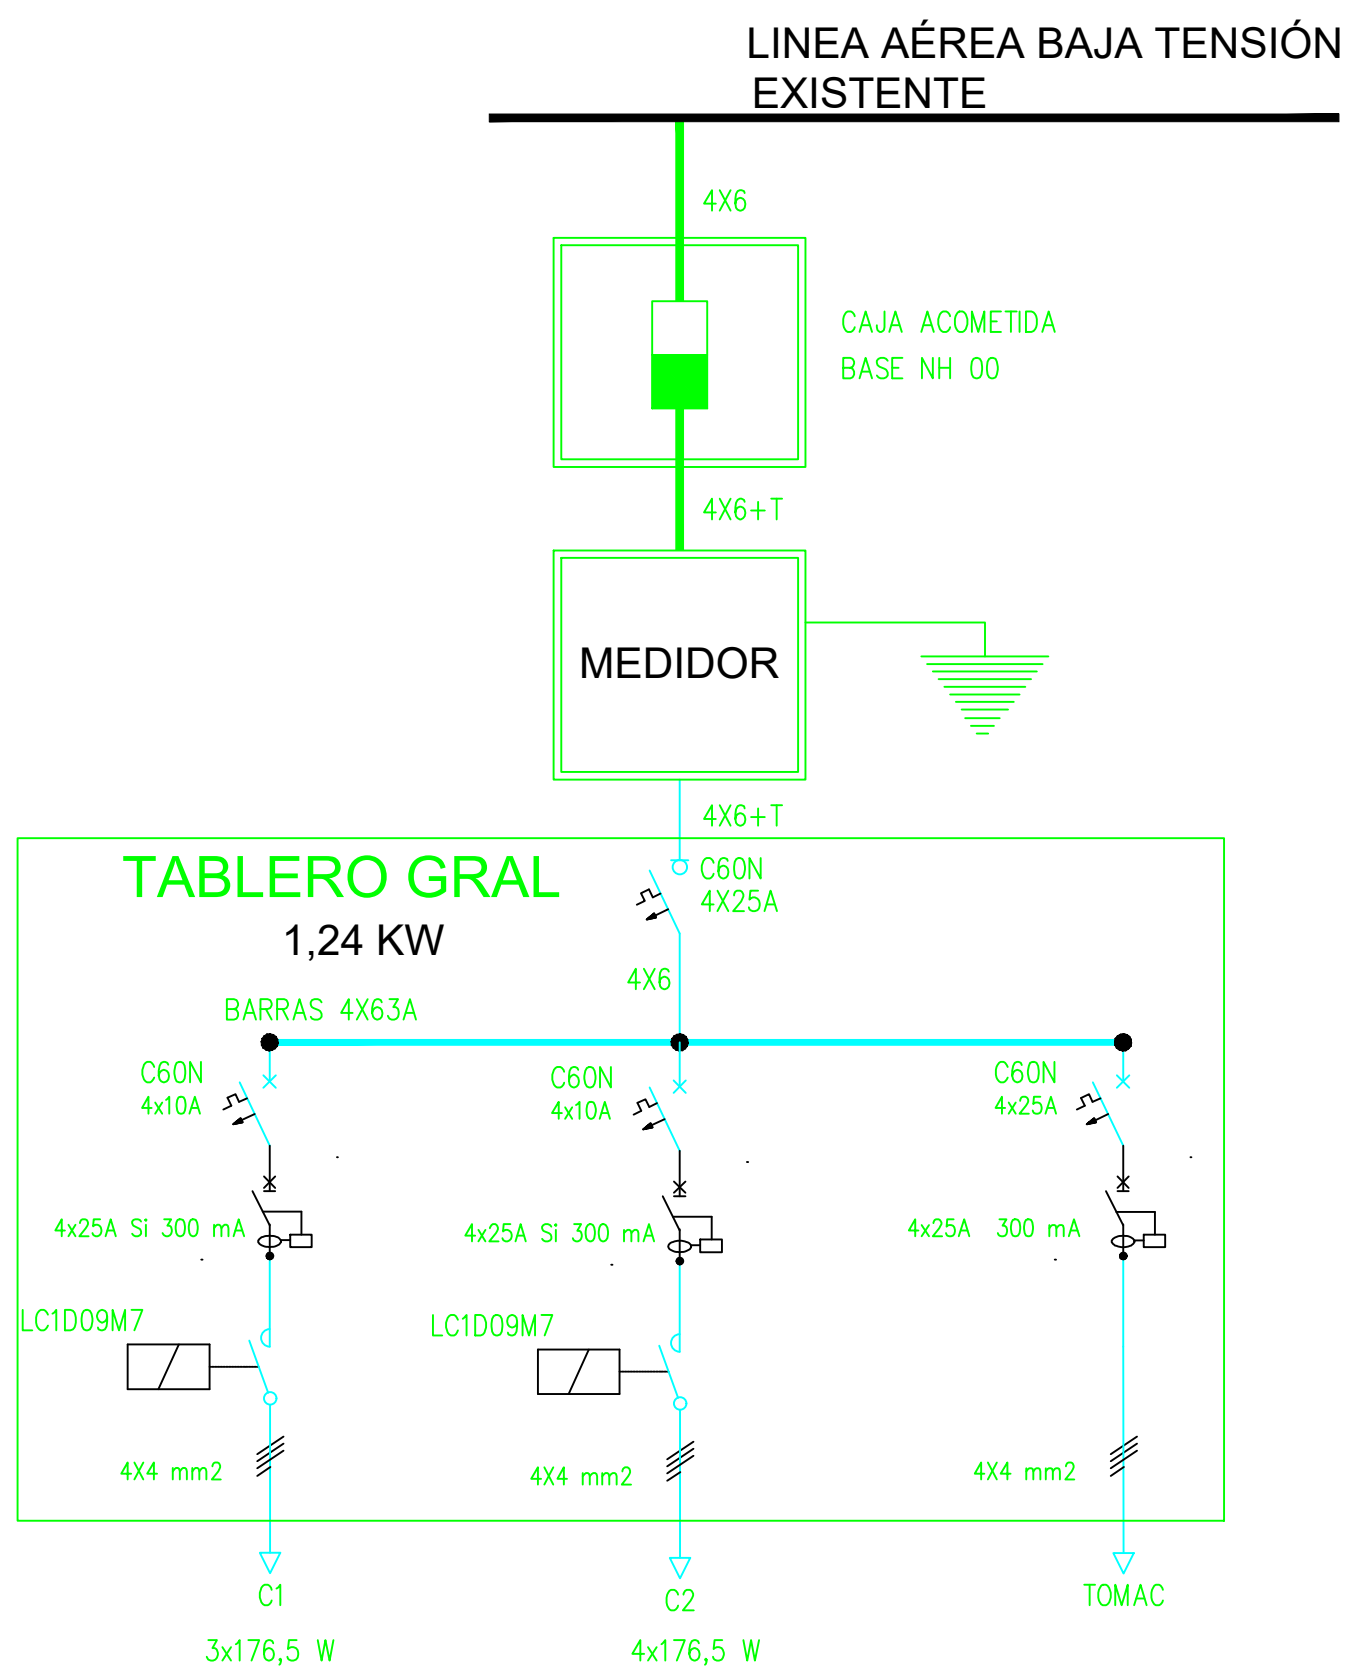 LINEA AÉREA BAJA TENSIÓN
EXISTENTE
4X6
CAJA ACOMETIDA
BASE NH 00
4X6+T
MEDIDOR
4X6+T
TABLERO GRAL
1,24 KW
C60N
4X25A
4X6
BARRAS 4X63A
C60N
4x10A
C60N
4x10A
C60N
4x25A
4x25A Si 300 mA
4x25A Si 300 mA
4x25A 300 mA
LC1D09M7
LC1D09M7
4X4 mm2
4X4 mm2
4X4 mm2
C1
3x176,5 W
C2
4x176,5 W
TOMAC